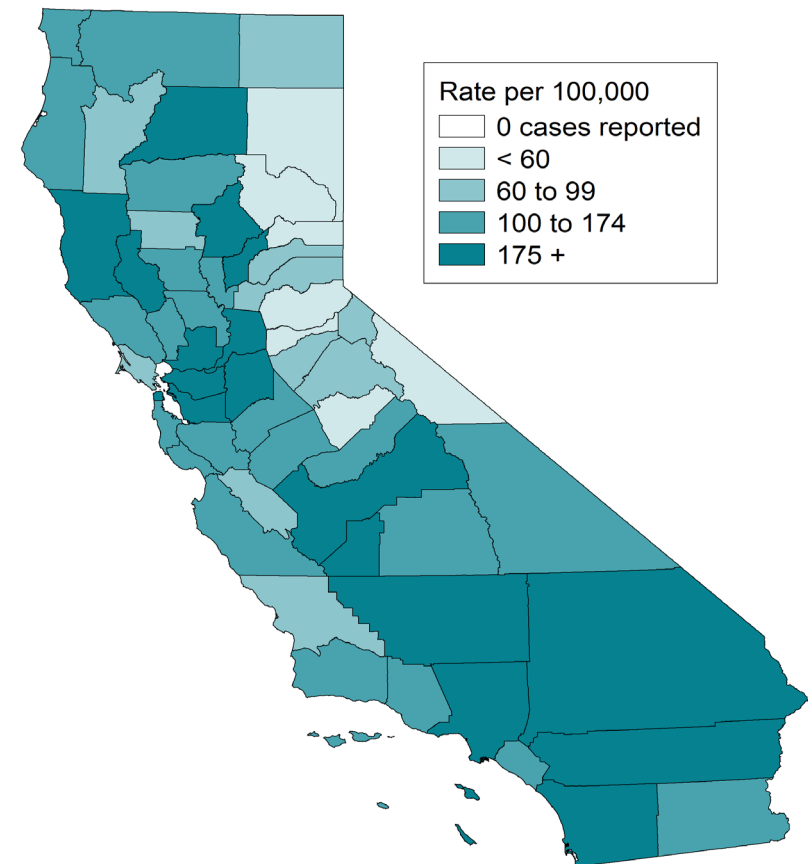 Rate per 100,000
0 cases reported
< 60
60 to 99
100 to 174
175 +